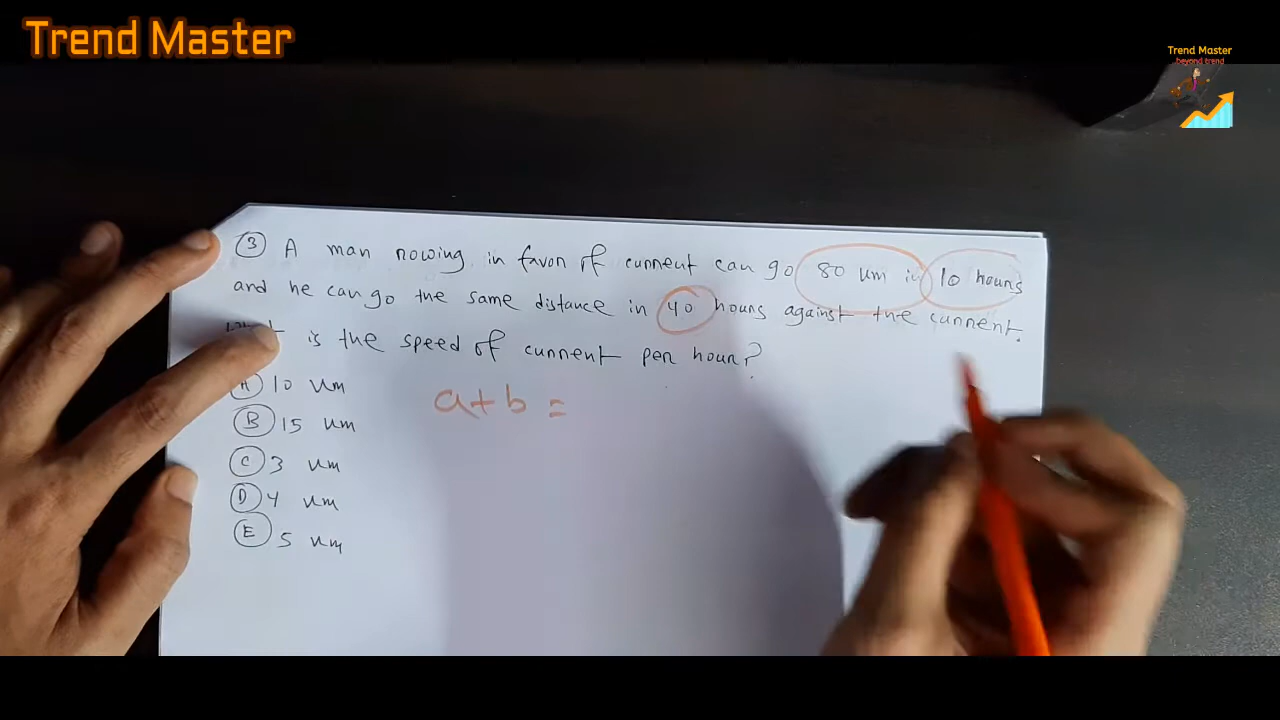 Trend Master
Trend Master
beyond trend
③ A man rowing in favor of current can go 80 km in 10 hours
and he can go the same distance in 40 hours against the current.
is the speed of current per hour?
a+b =
Ⓐ 10 km
Ⓑ 15 km
Ⓒ 3 km
Ⓓ 4 km
Ⓔ 5 km